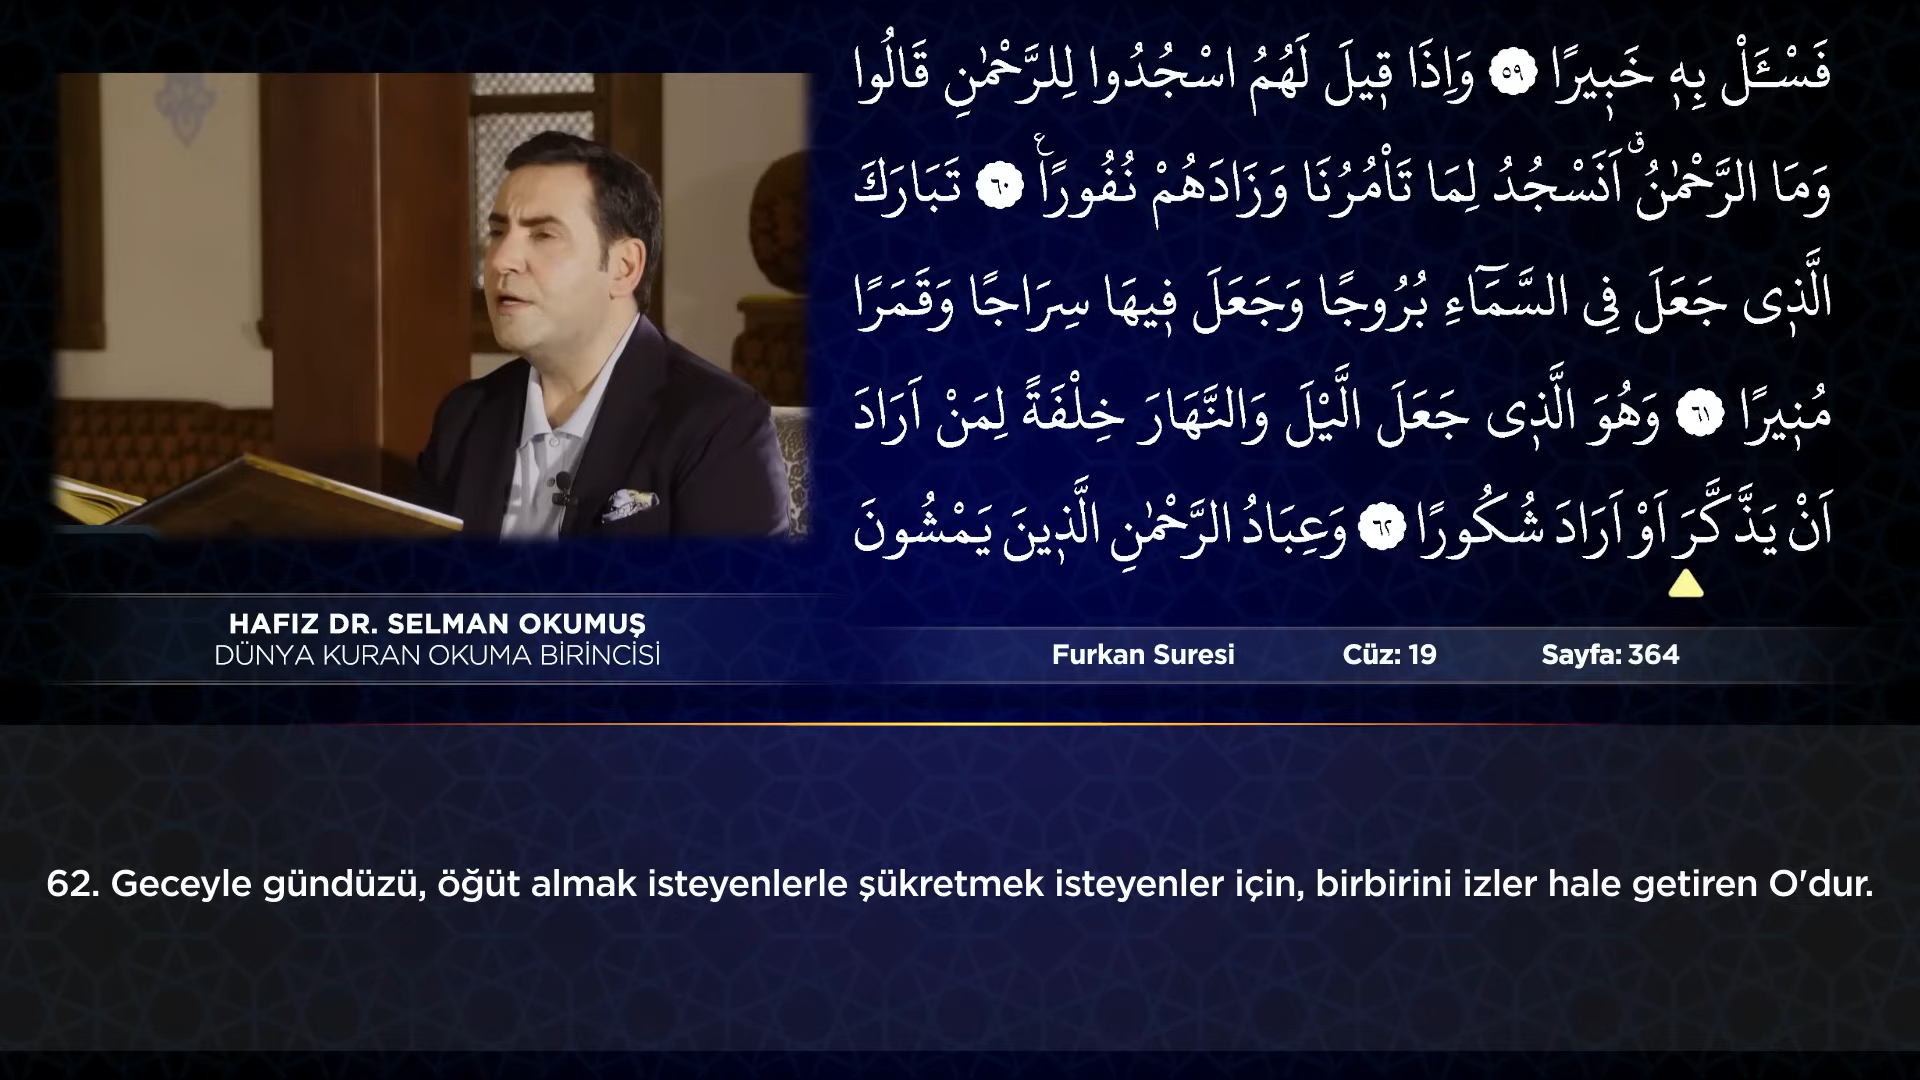 فَسْـَٔلْ بِه۪ خَب۪يرًا ﴿٥٩﴾ وَاِذَا ق۪يلَ لَهُمُ اسْجُدُوا لِلرَّحْمٰنِ قَالُوا
وَمَا الرَّحْمٰنُۗ اَنَسْجُدُ لِمَا تَاْمُرُنَا وَزَادَهُمْ نُفُورًاۚ ع ﴿٦٠﴾ تَبَارَكَ
الَّذ۪ى جَعَلَ فِى السَّمَٓاءِ بُرُوجًا وَجَعَلَ ف۪يهَا سِرَاجًا وَقَمَرًا
مُن۪يرًا ﴿٦١﴾ وَهُوَ الَّذ۪ى جَعَلَ الَّيْلَ وَالنَّهَارَ خِلْفَةً لِمَنْ اَرَادَ
اَنْ يَذَّكَّرَ اَوْ اَرَادَ شُكُورًا ﴿٦٢﴾ وَعِبَادُ الرَّحْمٰنِ الَّذ۪ينَ يَمْشُونَ
HAFIZ DR. SELMAN OKUMUŞ
DÜNYA KURAN OKUMA BİRİNCİSİ
Furkan Suresi Cüz: 19 Sayfa: 364
62. Geceyle gündüzü, öğüt almak isteyenlerle şükretmek isteyenler için, birbirini izler hale getiren O'dur.